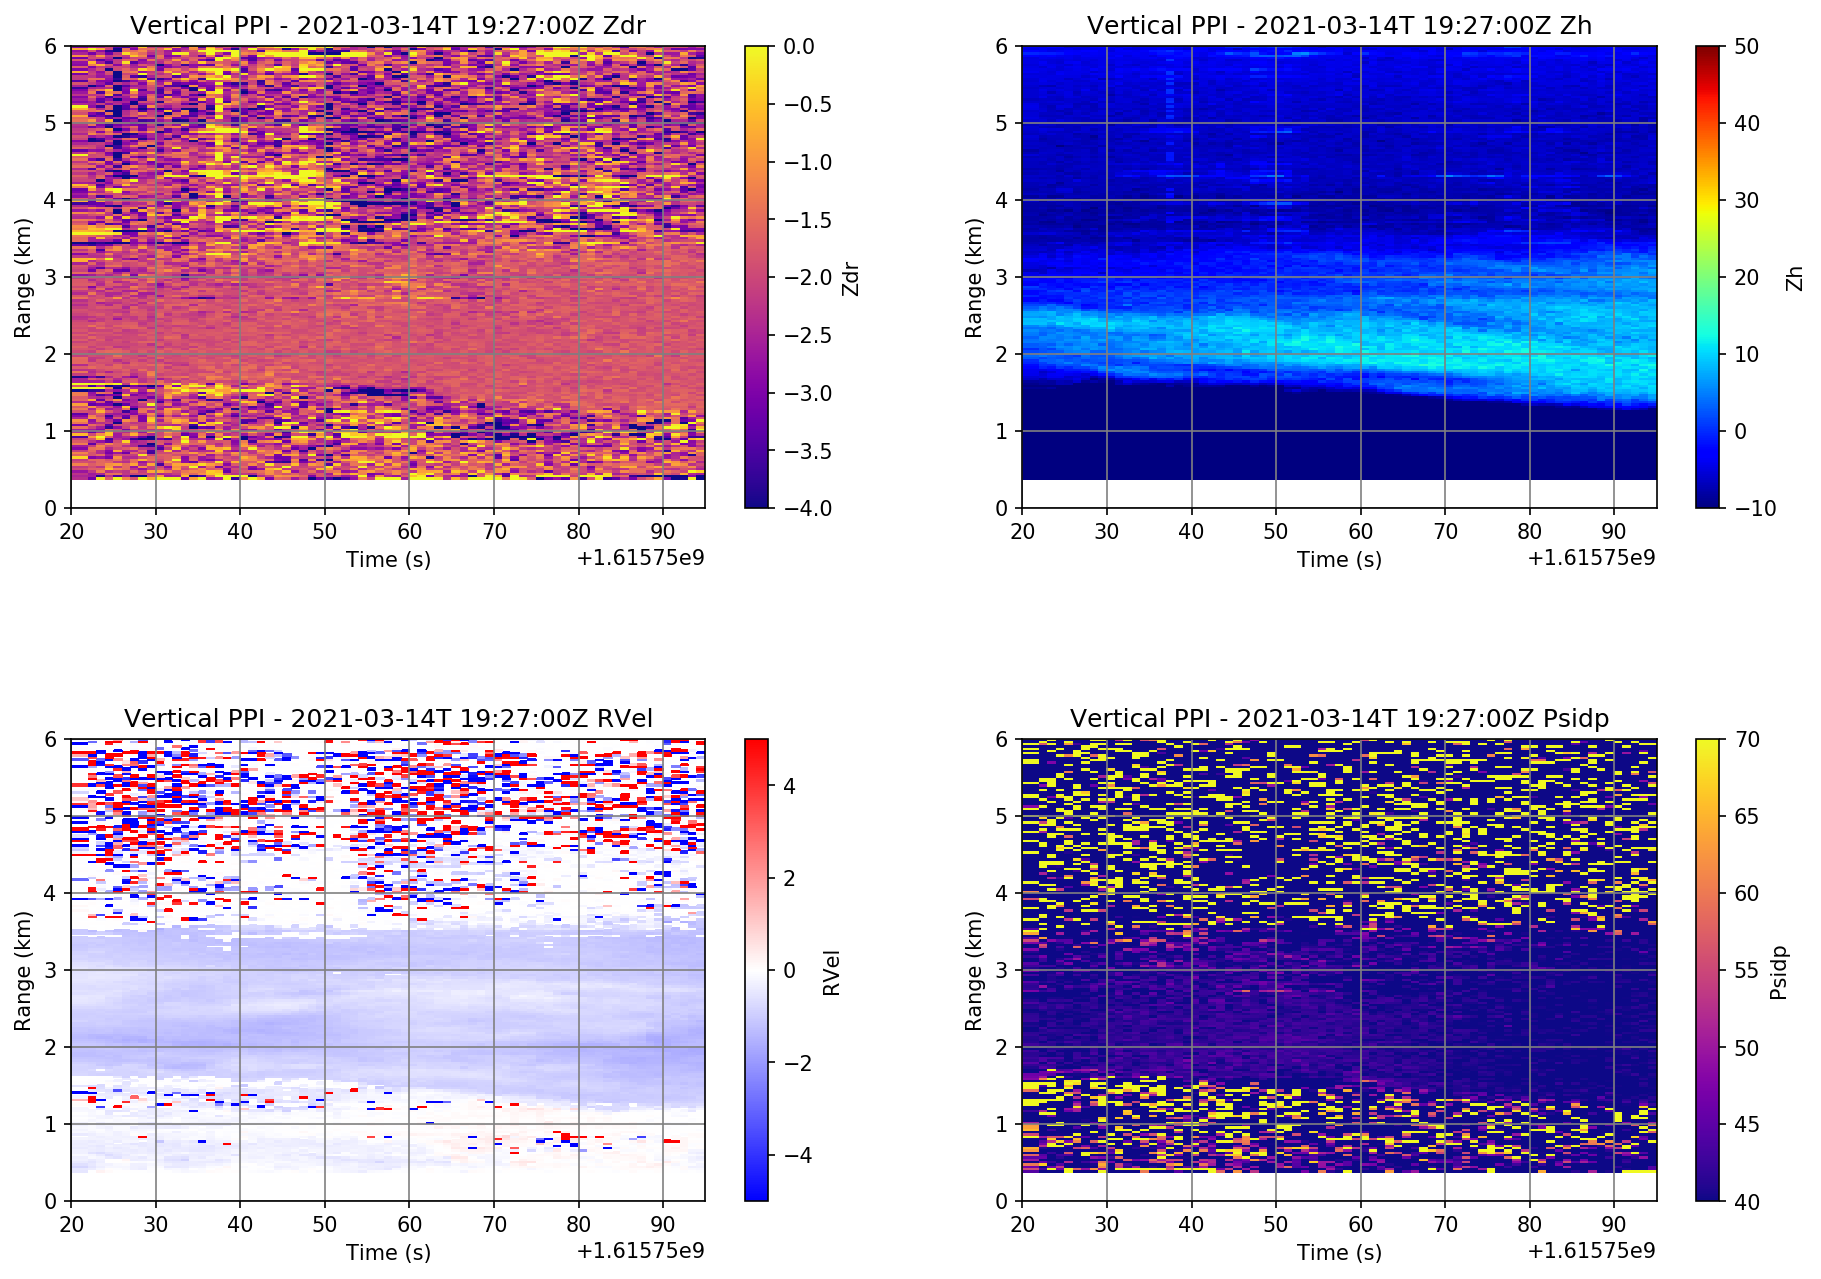 Vertical PPI - 2021-03-14T 19:27:00Z Zdr
6
5
4
3
2
1
0
Range (km)
20 30 40 50 60 70 80 90
Time (s)
+1.61575e9
0.0
−0.5
−1.0
−1.5
−2.0
−2.5
−3.0
−3.5
−4.0
Zdr
Vertical PPI - 2021-03-14T 19:27:00Z Zh
6
5
4
3
2
1
0
Range (km)
20 30 40 50 60 70 80 90
Time (s)
+1.61575e9
50
40
30
20
10
0
−10
Zh
Vertical PPI - 2021-03-14T 19:27:00Z RVel
6
5
4
3
2
1
0
Range (km)
20 30 40 50 60 70 80 90
Time (s)
+1.61575e9
4
2
0
−2
−4
RVel
Vertical PPI - 2021-03-14T 19:27:00Z Psidp
6
5
4
3
2
1
0
Range (km)
20 30 40 50 60 70 80 90
Time (s)
+1.61575e9
70
65
60
55
50
45
40
Psidp